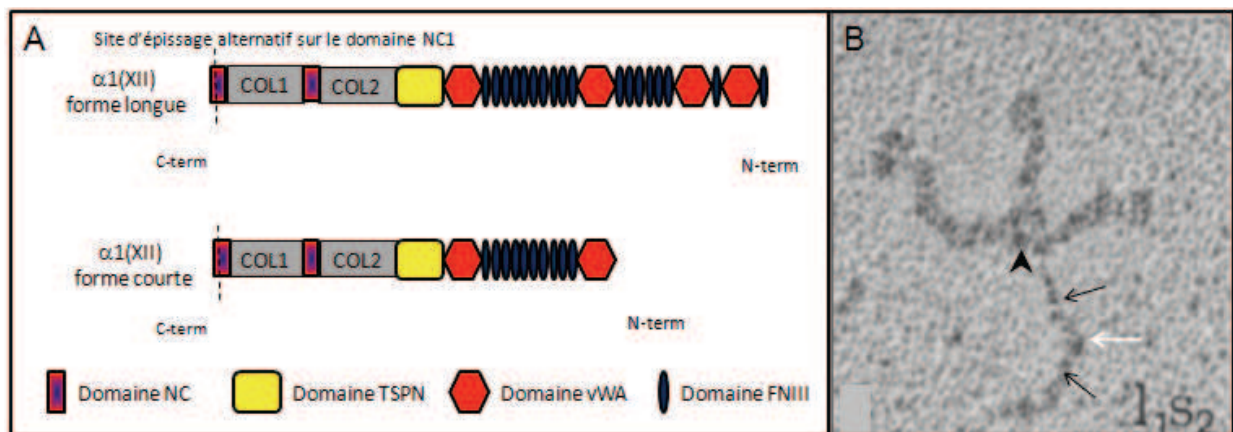 A
Site d'épissage alternatif sur le domaine NC1
α1(XII)
forme longue
COL1
COL2
C-term
N-term
α1(XII)
forme courte
COL1
COL2
C-term
N-term
Domaine NC
Domaine TSPN
Domaine vWA
Domaine FNIII
B
l₁s₂